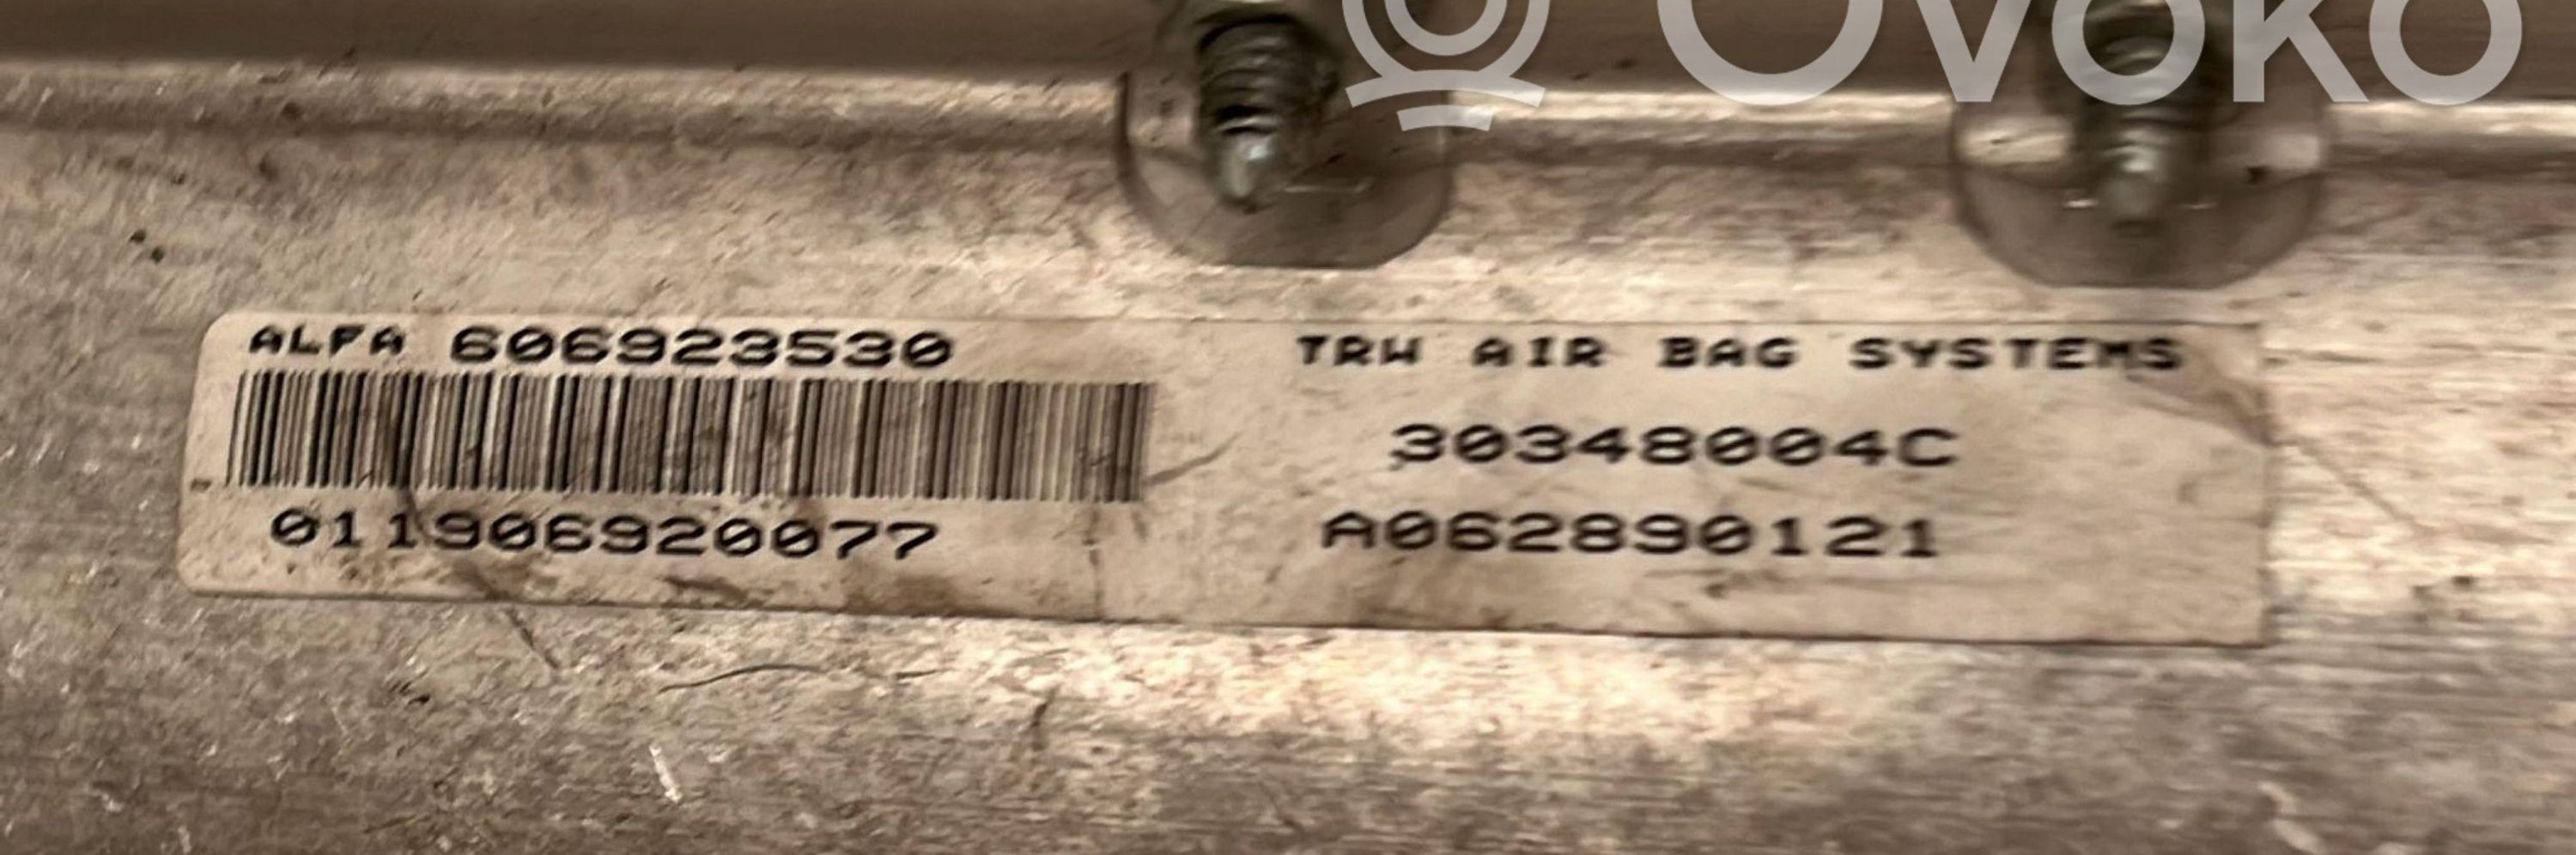 Ovoko
ALFA 606923530
011906920077
TRW AIR BAG SYSTEMS
30348004C
A062890121